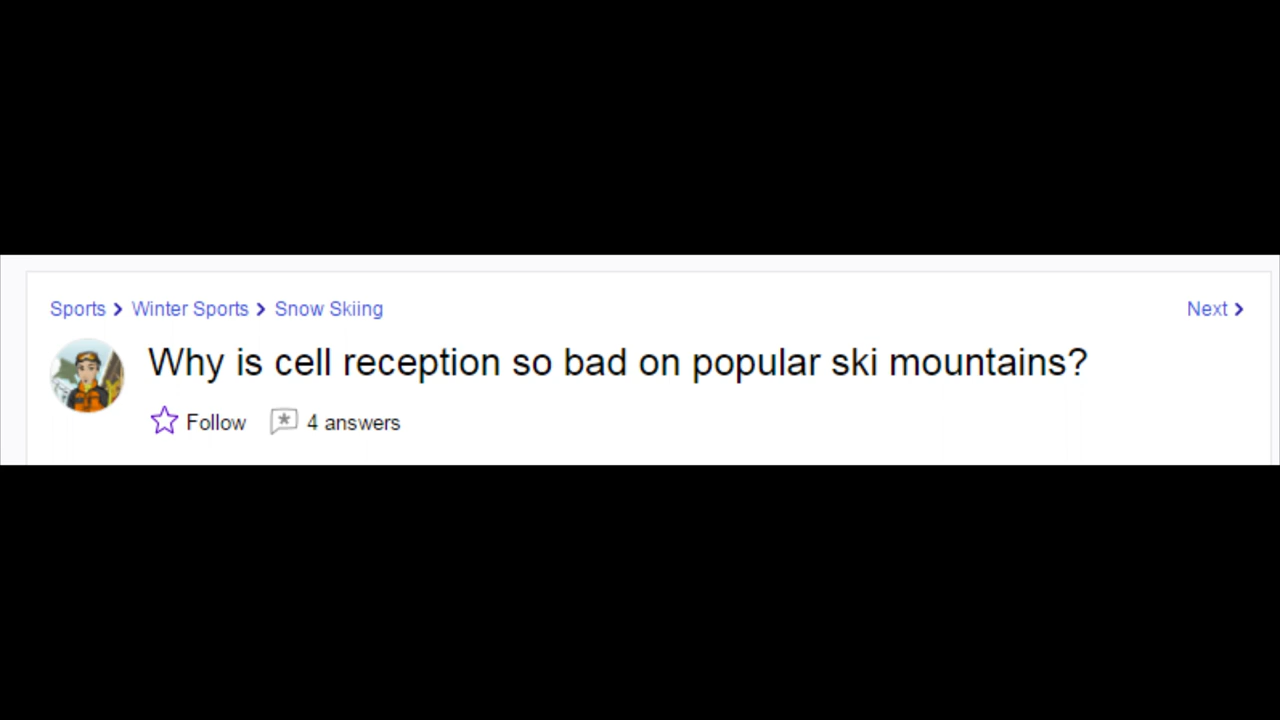 Sports > Winter Sports > Snow Skiing Next >
Why is cell reception so bad on popular ski mountains?
Follow 4 answers